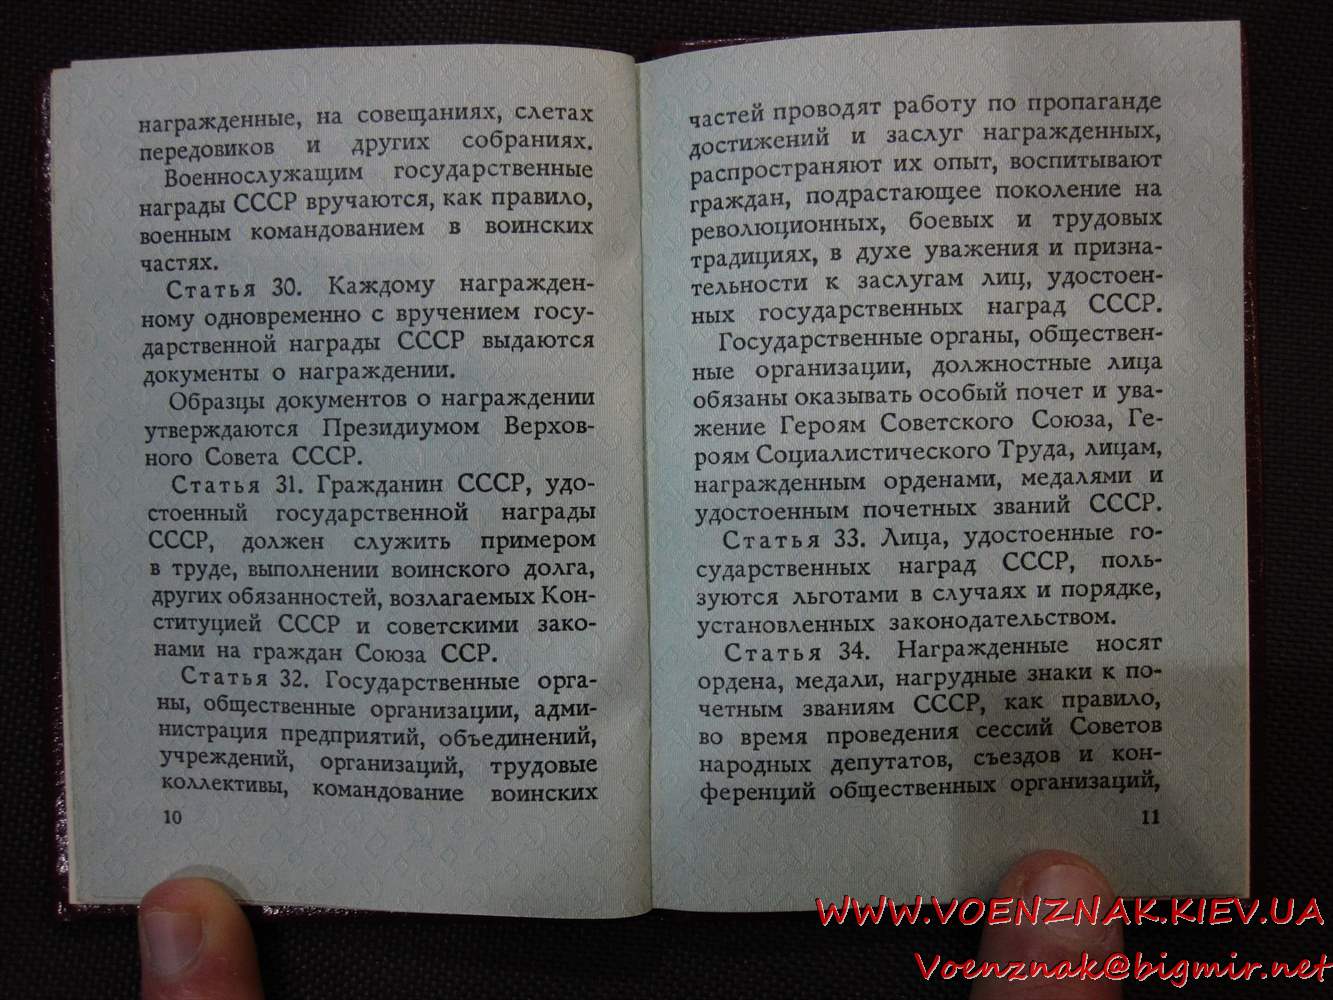 награжденные, на совещаниях, слетах
передовиков и других собраниях.
Военнослужащим государственные
награды СССР вручаются, как правило,
военным командованием в воинских
частях.
Статья 30. Каждому награжден-
ному одновременно с вручением госу-
дарственной награды СССР выдаются
документы о награждении.
Образцы документов о награждении
утверждаются Президиумом Верхов-
ного Совета СССР.
Статья 31. Гражданин СССР, удо-
стоенный государственной награды
СССР, должен служить примером
в труде, выполнении воинского долга,
других обязанностей, возлагаемых Кон-
ституцией СССР и советскими зако-
нами на граждан Союза ССР.
Статья 32. Государственные орга-
ны, общественные организации, адми-
нистрация предприятий, объединений,
учреждений, организаций, трудовые
коллективы, командование воинских
10
частей проводят работу по пропаганде
достижений и заслуг награжденных,
распространяют их опыт, воспитывают
граждан, подрастающее поколение на
революционных, боевых и трудовых
традициях, в духе уважения и призна-
тельности к заслугам лиц, удостоен-
ных государственных наград СССР.
Государственные органы, обществен-
ные организации, должностные лица
обязаны оказывать особый почет и ува-
жение Героям Советского Союза, Ге-
роям Социалистического Труда, лицам,
награжденным орденами, медалями и
удостоенным почетных званий СССР.
Статья 33. Лица, удостоенные го-
сударственных наград СССР, поль-
зуются льготами в случаях и порядке,
установленных законодательством.
Статья 34. Награжденные носят
ордена, медали, нагрудные знаки к по-
четным званиям СССР, как правило,
во время проведения сессий Советов
народных депутатов, съездов и кон-
ференций общественных организаций,
11
WWW.VOENZNAK.KIEV.UA
Voenznak@bigmir.net